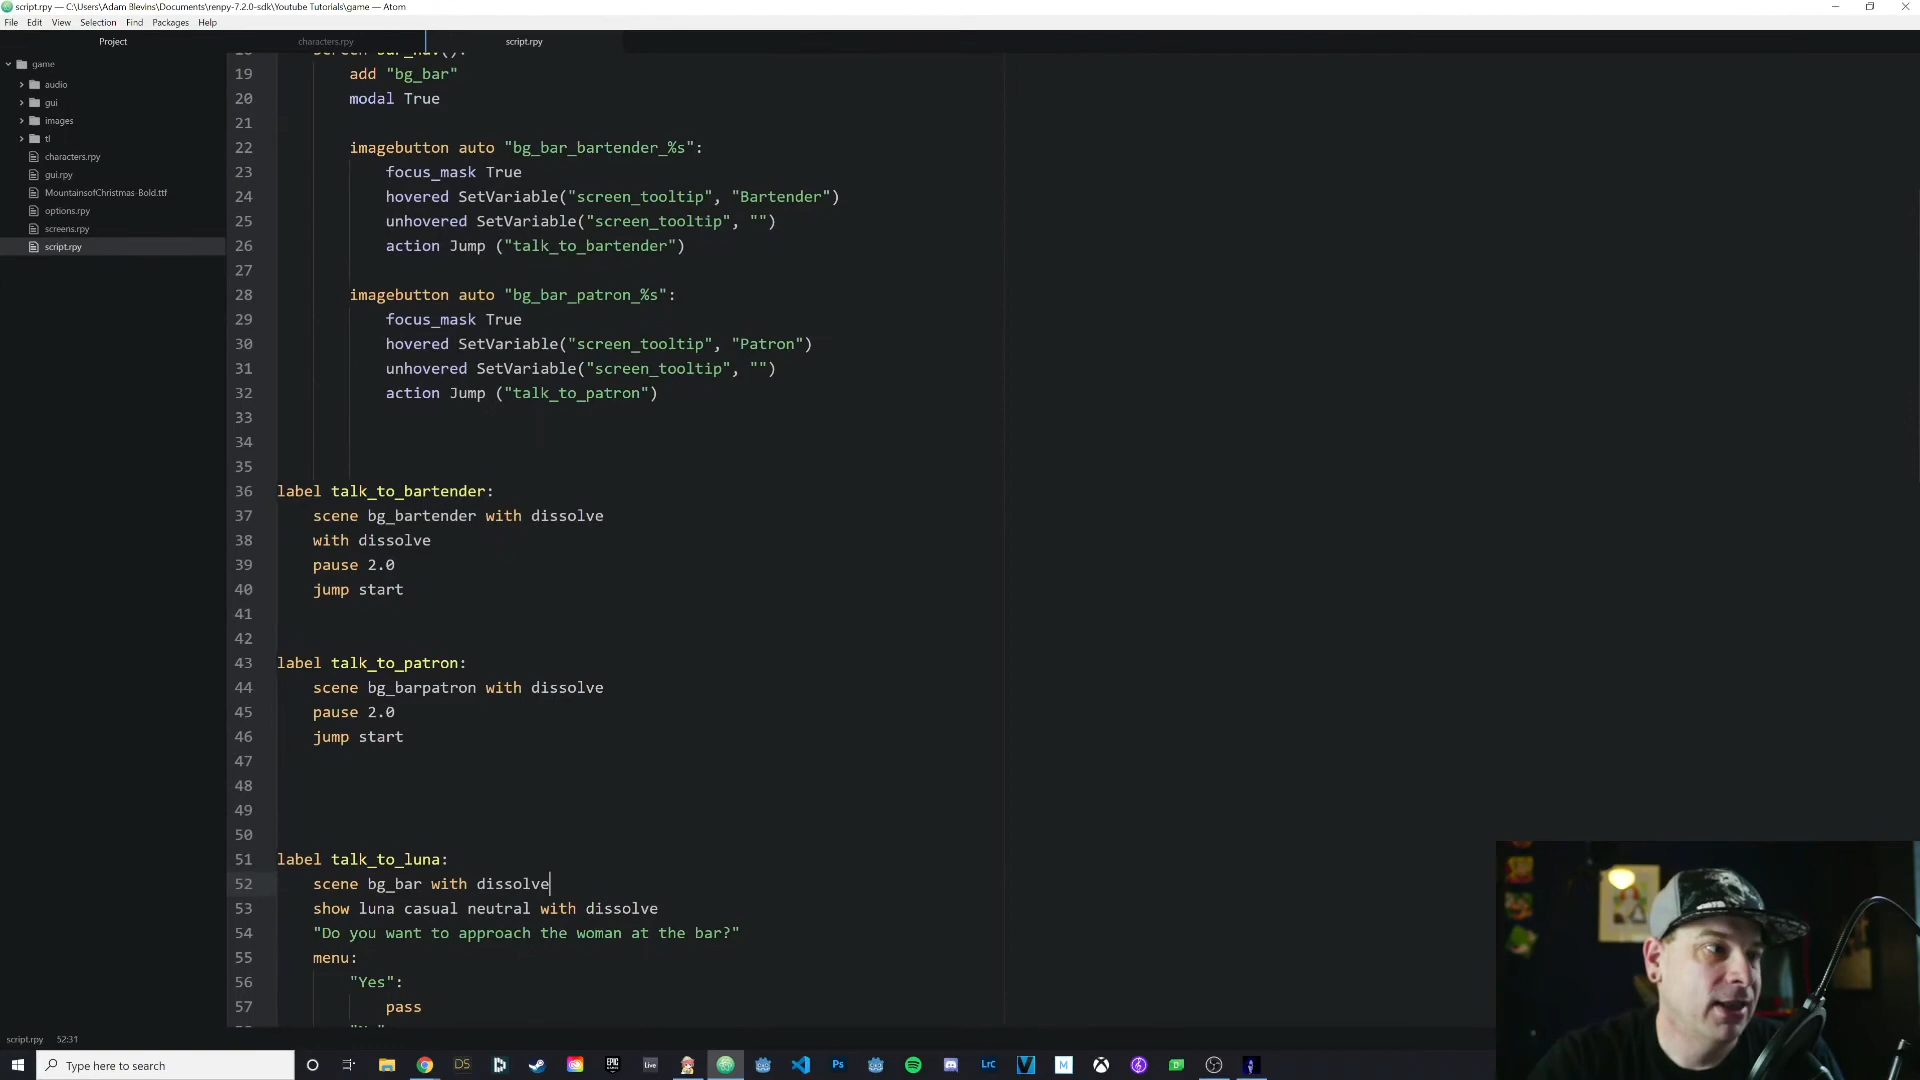 script.rpy — C:\Users\Adam Blevins\Documents\renpy-7.2.0-sdk\Youtube Tutorials\game — Atom
File Edit View Selection Find Packages Help
Project characters.rpy script.rpy
game
audio
gui
images
tl
characters.rpy
gui.rpy
MountainsofChristmas-Bold.ttf
options.rpy
screens.rpy
script.rpy
19 add "bg_bar"
20 modal True
21
22 imagebutton auto "bg_bar_bartender_%s":
23 focus_mask True
24 hovered SetVariable("screen_tooltip", "Bartender")
25 unhovered SetVariable("screen_tooltip", "")
26 action Jump ("talk_to_bartender")
27
28 imagebutton auto "bg_bar_patron_%s":
29 focus_mask True
30 hovered SetVariable("screen_tooltip", "Patron")
31 unhovered SetVariable("screen_tooltip", "")
32 action Jump ("talk_to_patron")
33
34
35
36 label talk_to_bartender:
37 scene bg_bartender with dissolve
38 with dissolve
39 pause 2.0
40 jump start
41
42
43 label talk_to_patron:
44 scene bg_barpatron with dissolve
45 pause 2.0
46 jump start
47
48
49
50
51 label talk_to_luna:
52 scene bg_bar with dissolve
53 show luna casual neutral with dissolve
54 "Do you want to approach the woman at the bar?"
55 menu:
56 "Yes":
57 pass
script.rpy 52:31
Type here to search DS EPIC GAMES Live Ps LrC V M